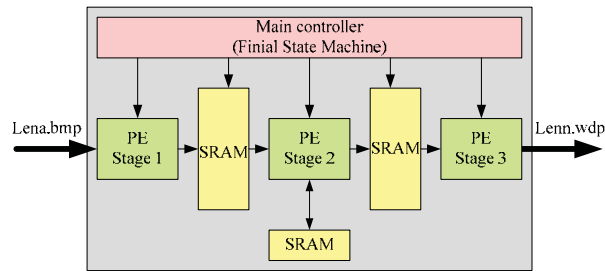 Main controller
(Finial State Machine)
Lena.bmp
PE
Stage 1
SRAM
PE
Stage 2
SRAM
PE
Stage 3
Lenn.wdp
SRAM